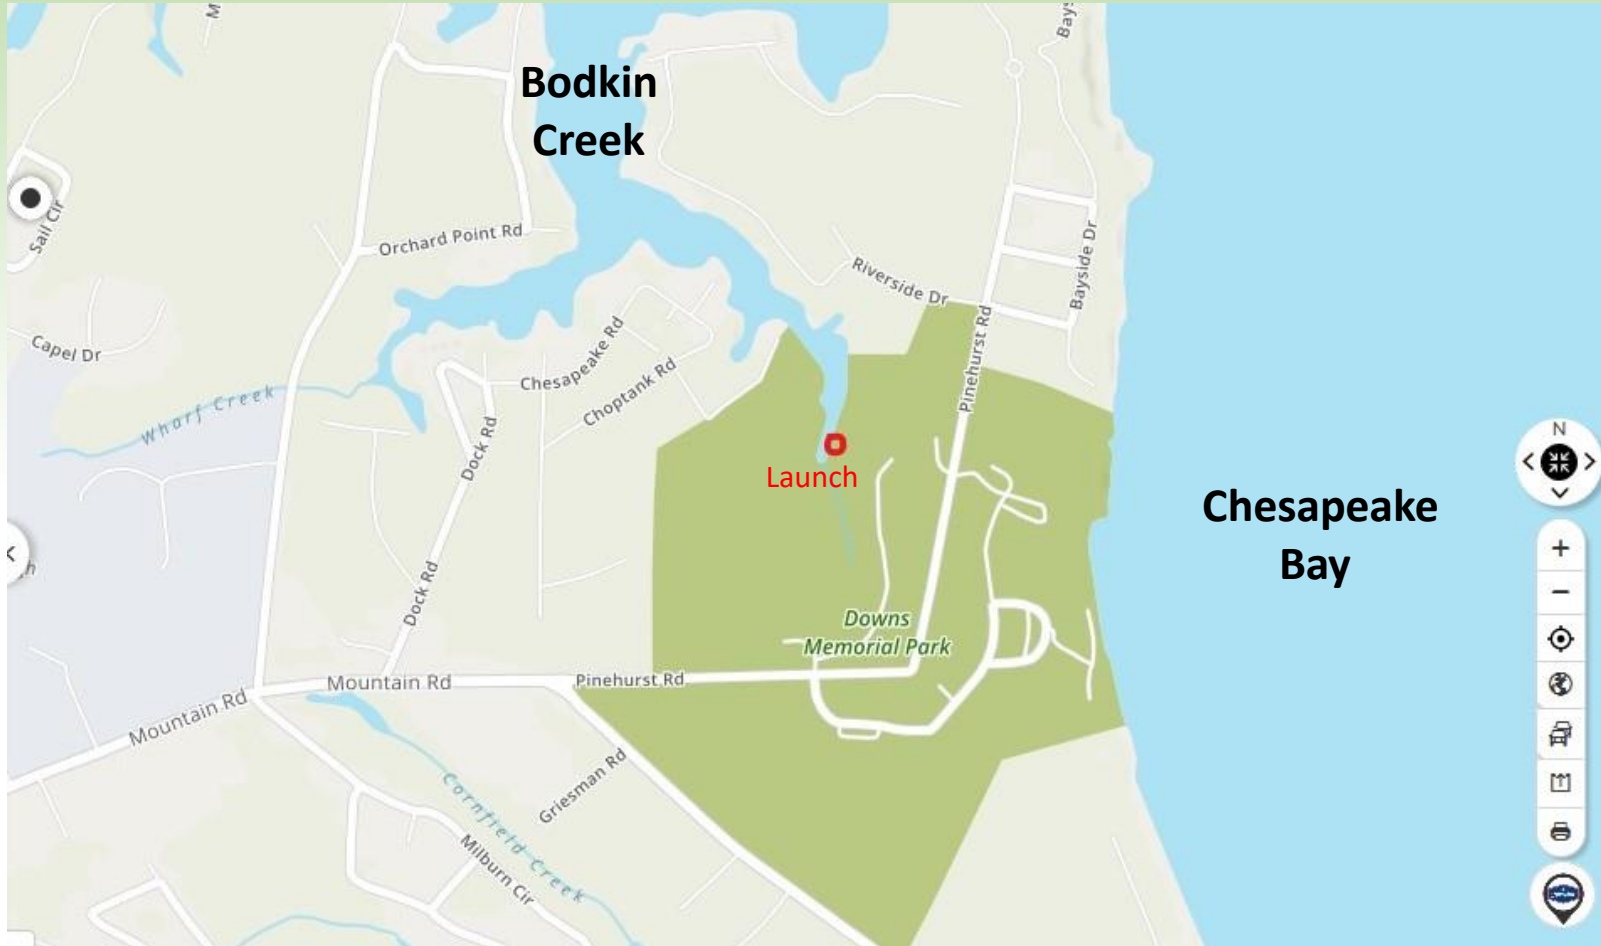 M
Bays
Bodkin
Creek
Sail Cir
Orchard Point Rd
Riverside Dr
Bayside Dr
Capel Dr
Chesapeake Rd
Pinehurst Rd
Choptank Rd
Wharf Creek
Dock Rd
Launch
N
Chesapeake
Bay
h
Dock Rd
Downs
Memorial Park
Mountain Rd
Pinehurst Rd
Mountain Rd
Griesman Rd
Cornfield Creek
Milburn Cir